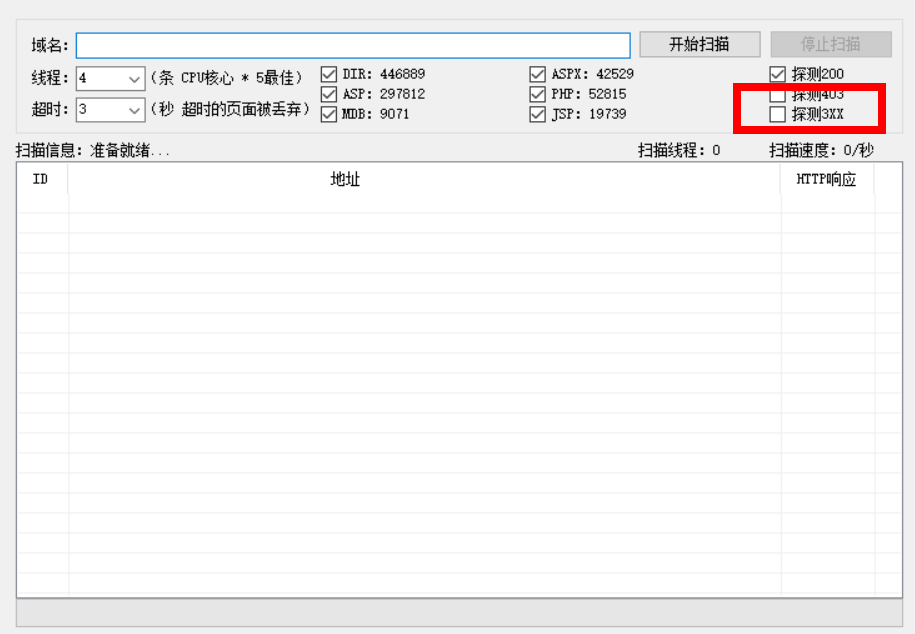 域名: 开始扫描 停止扫描
线程: 4 (条 CPU核心 * 5最佳) DIR: 446889 ASPX: 42529 探测200
ASP: 297812 PHP: 52815 探测403
超时: 3 (秒 超时的页面被丢弃) MDB: 9071 JSP: 19739 探测3XX
扫描信息: 准备就绪... 扫描线程: 0 扫描速度: 0/秒
ID 地址 HTTP响应